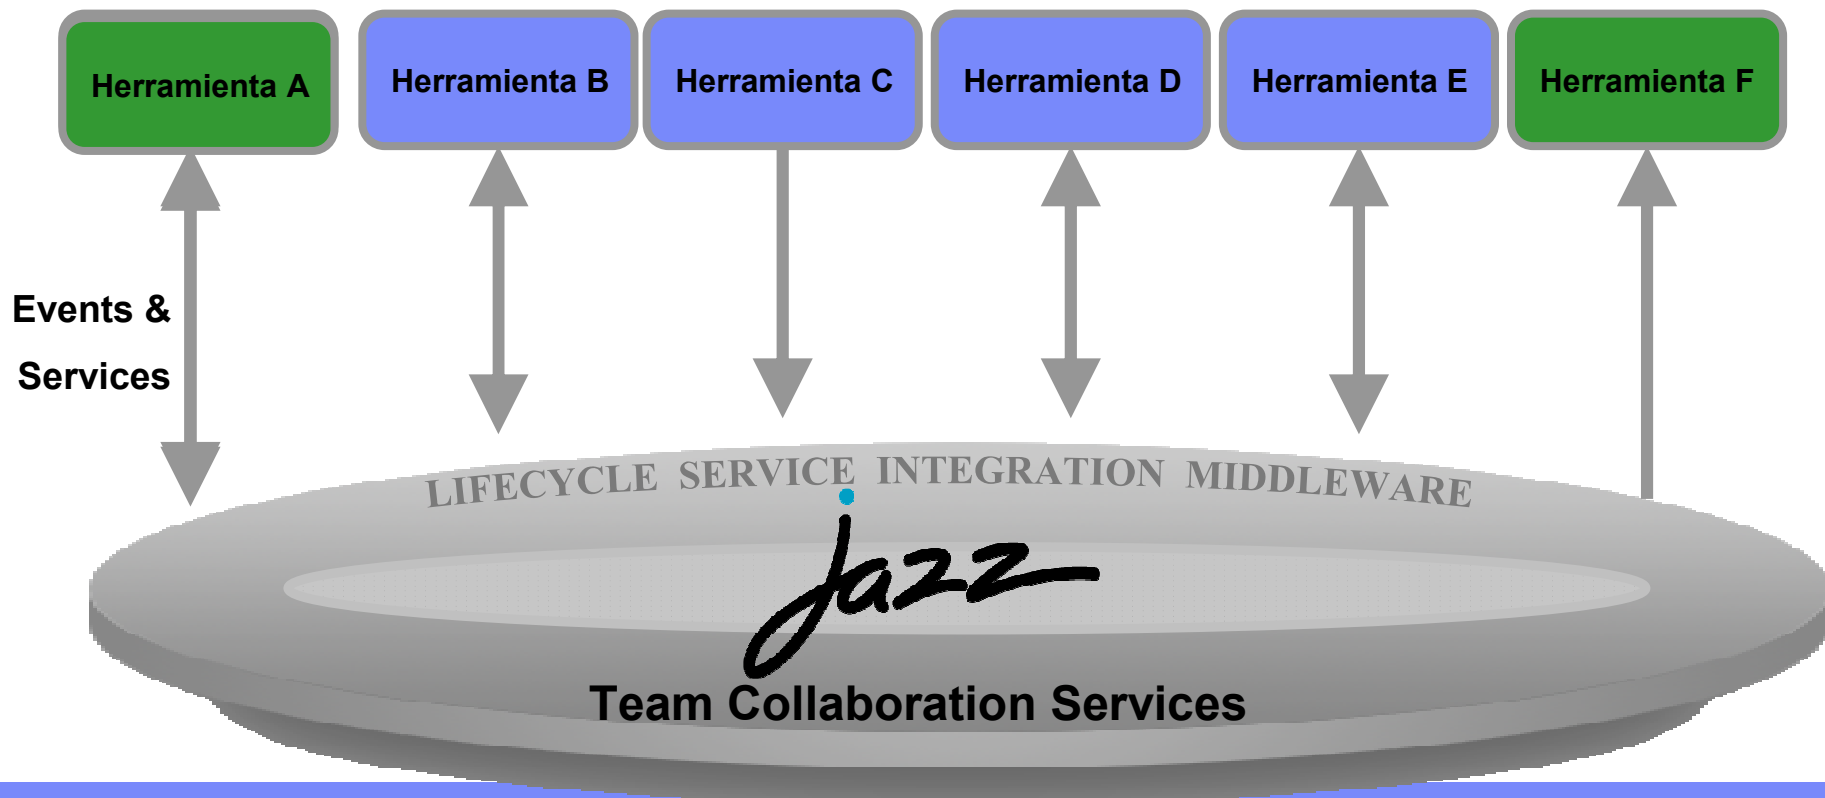 Herramienta A
Herramienta B
Herramienta C
Herramienta D
Herramienta E
Herramienta F
Events &
Services
LIFECYCLE SERVICE INTEGRATION MIDDLEWARE
jazz
Team Collaboration Services